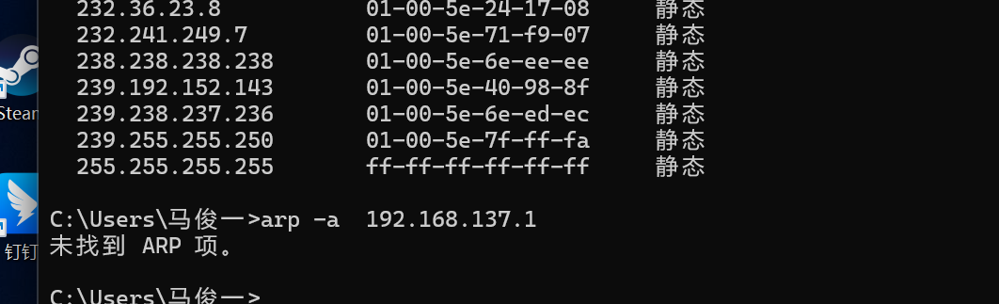 232.36.23.8 01-00-5e-24-17-08 静态
232.241.249.7 01-00-5e-71-f9-07 静态
238.238.238.238 01-00-5e-6e-ee-ee 静态
239.192.152.143 01-00-5e-40-98-8f 静态
239.238.237.236 01-00-5e-6e-ed-ec 静态
239.255.255.250 01-00-5e-7f-ff-fa 静态
255.255.255.255 ff-ff-ff-ff-ff-ff 静态
C:\Users\马俊一>arp -a  192.168.137.1
未找到 ARP 项。
C:\Users\马俊一>
Stear
钉钉